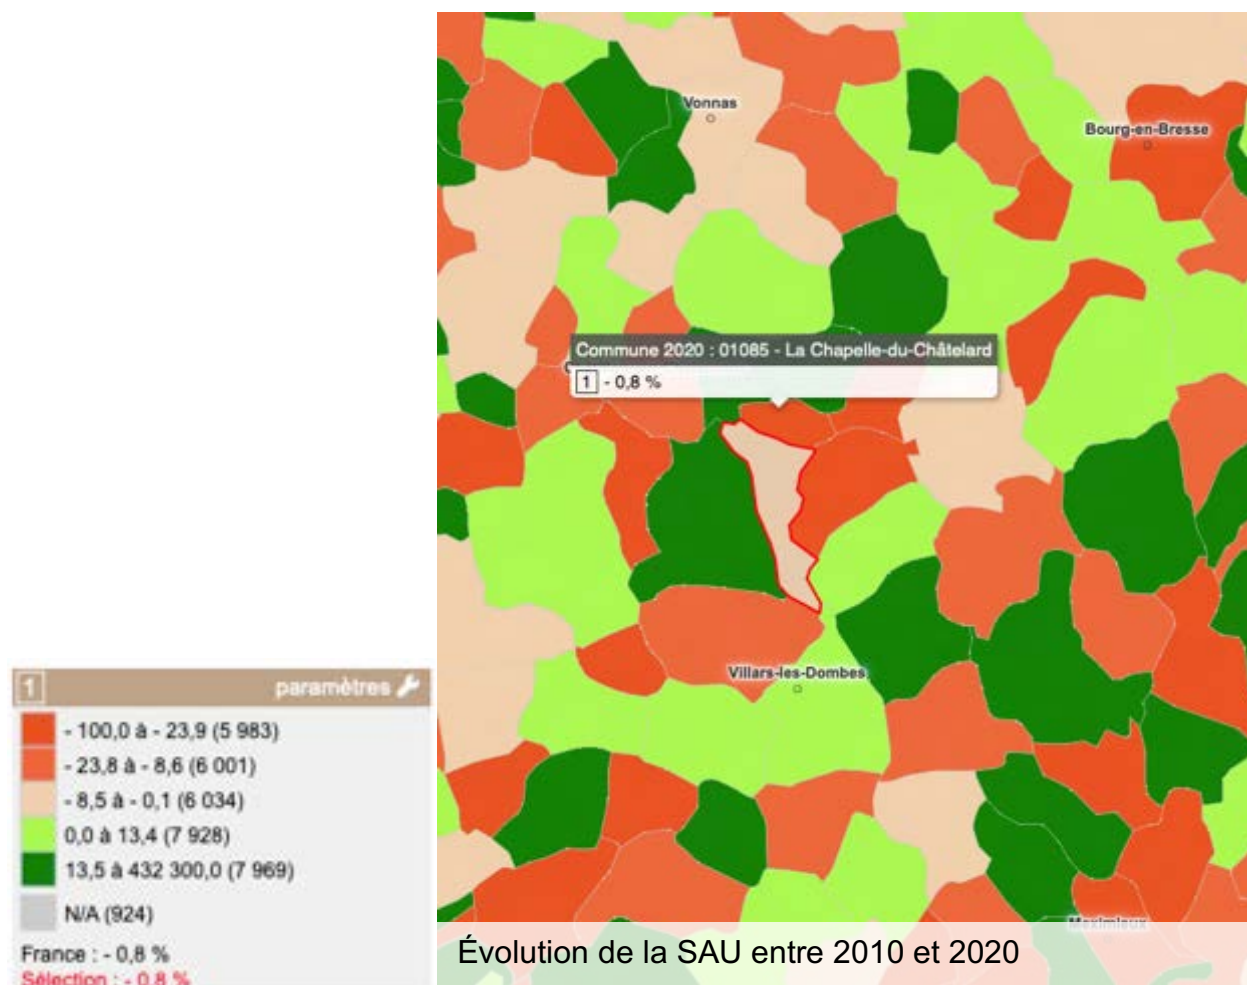 Vonnas
Bourg-en-Bresse
Commune 2020 : 01085 - La Chapelle-du-Châtelard
1 - 0,8 %
Villars-les-Dombes
1 paramètres
- 100,0 à - 23,9 (5 983)
- 23,8 à - 8,6 (6 001)
- 8,5 à - 0,1 (6 034)
0,0 à 13,4 (7 928)
13,5 à 432 300,0 (7 969)
N/A (924)
France : - 0,8 %
Sélection : - 0,8 %
Meximieux
Évolution de la SAU entre 2010 et 2020